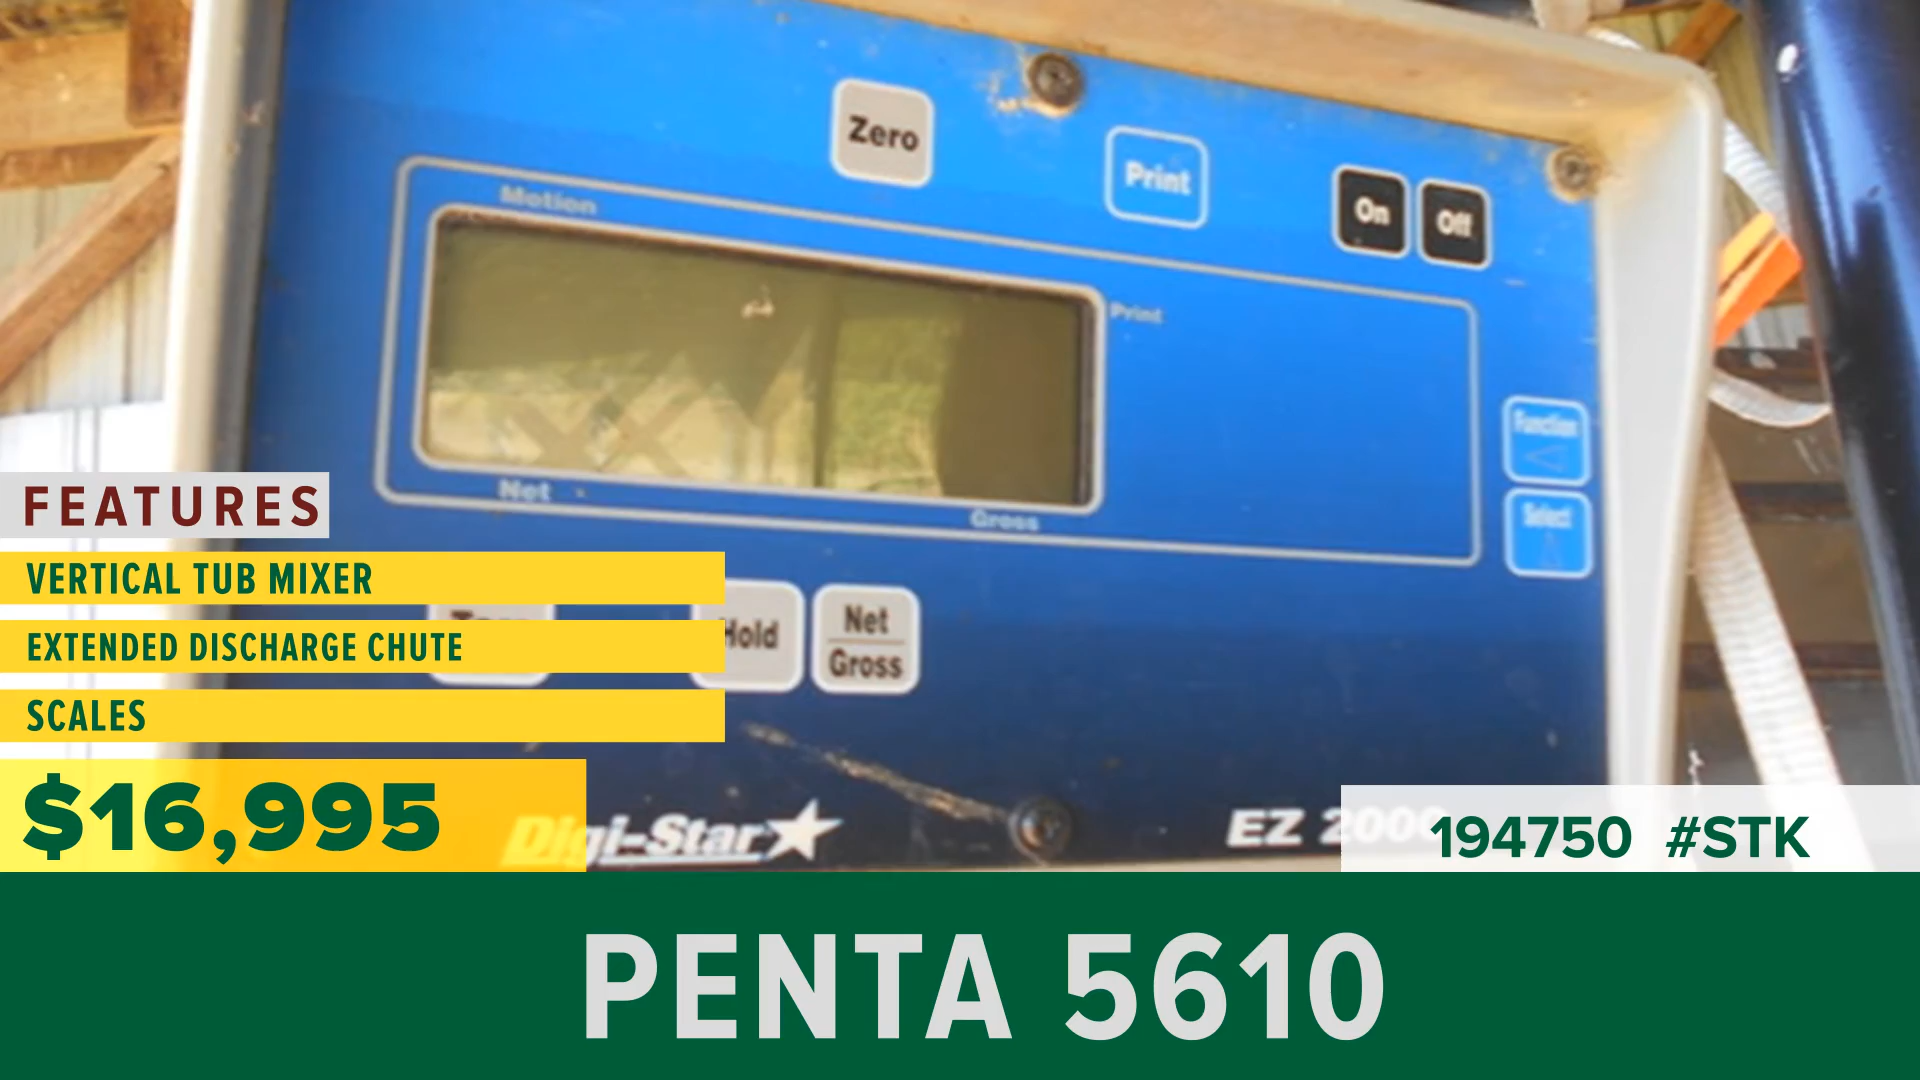 Zero
Print
On
Off
Motion
Print
Function
Select
Net
Gross
Hold
Net
Gross
Digi-Star
EZ 2000
FEATURES
VERTICAL TUB MIXER
EXTENDED DISCHARGE CHUTE
SCALES
$16,995
194750 #STK
PENTA 5610